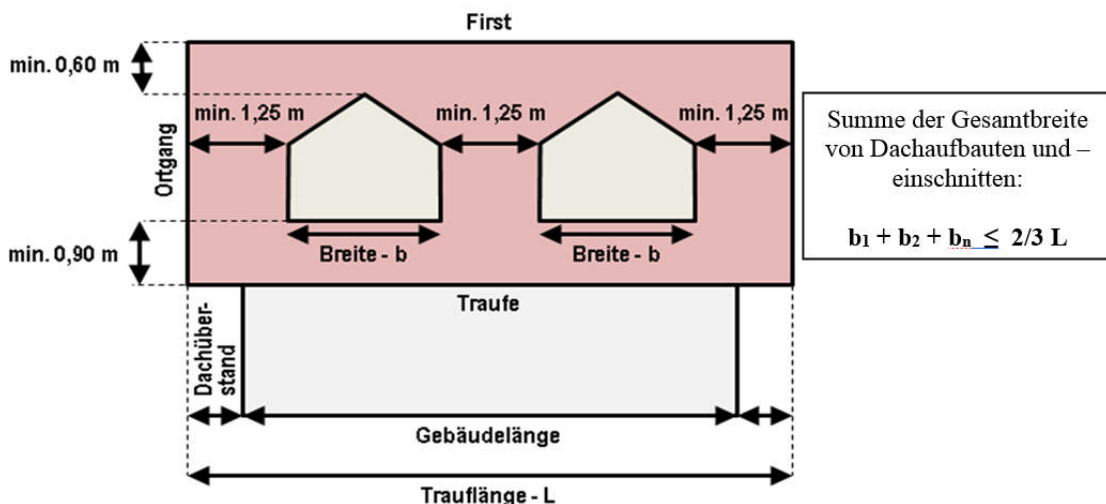 First
min. 0,60 m
min. 1,25 m
min. 1,25 m
min. 1,25 m
Ortgang
Summe der Gesamtbreite
von Dachaufbauten und –
einschnitten:
b₁ + b₂ + bₙ ≤ 2/3 L
min. 0,90 m
Breite - b
Breite - b
Traufe
Dachüber-
stand
Gebäudelänge
Trauflänge - L